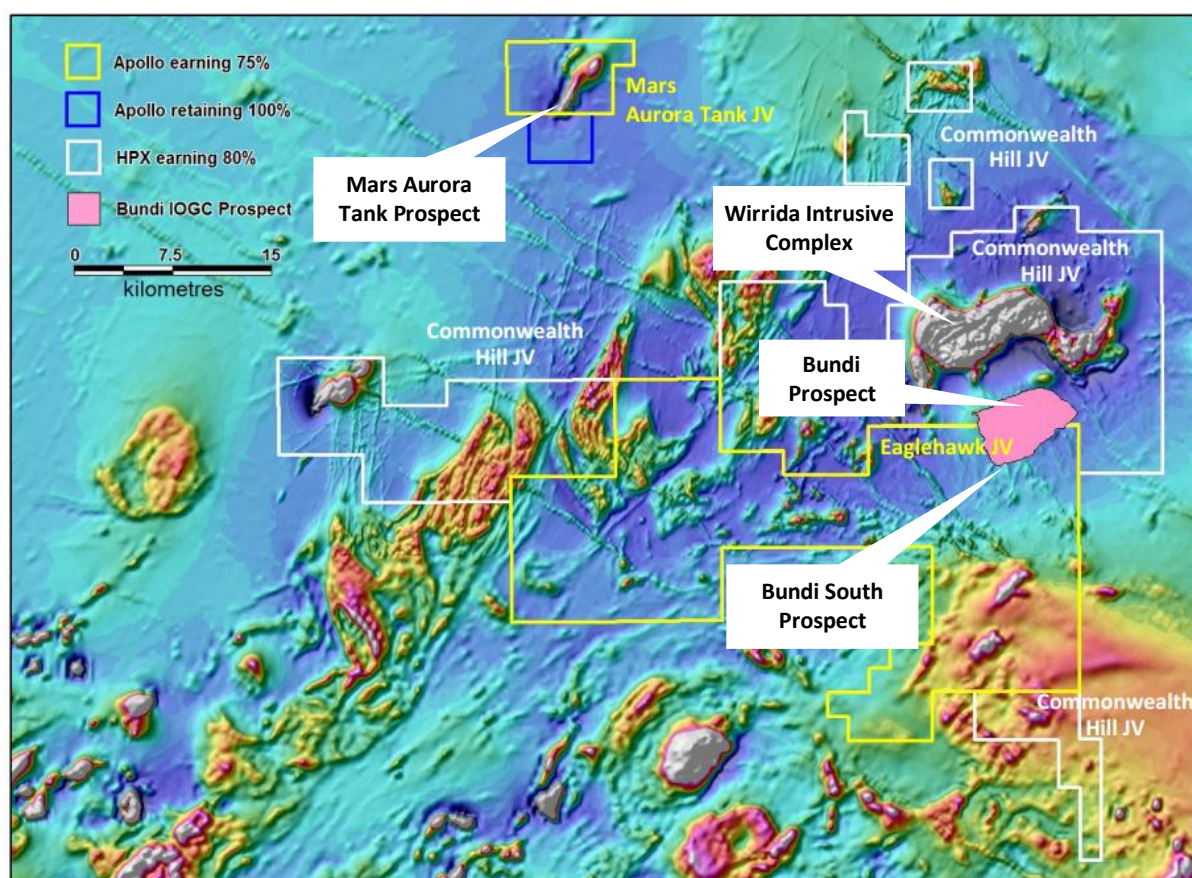 Apollo earning 75%
Apollo retaining 100%
HPX earning 80%
Bundi IOGC Prospect
0 7.5 15
kilometres
Mars
Aurora Tank JV
Mars Aurora
Tank Prospect
Commonwealth
Hill JV
Wirrida Intrusive
Complex
Commonwealth
Hill JV
Commonwealth
Hill JV
Bundi
Prospect
Eaglehawk JV
Bundi South
Prospect
Commonwealth
Hill JV